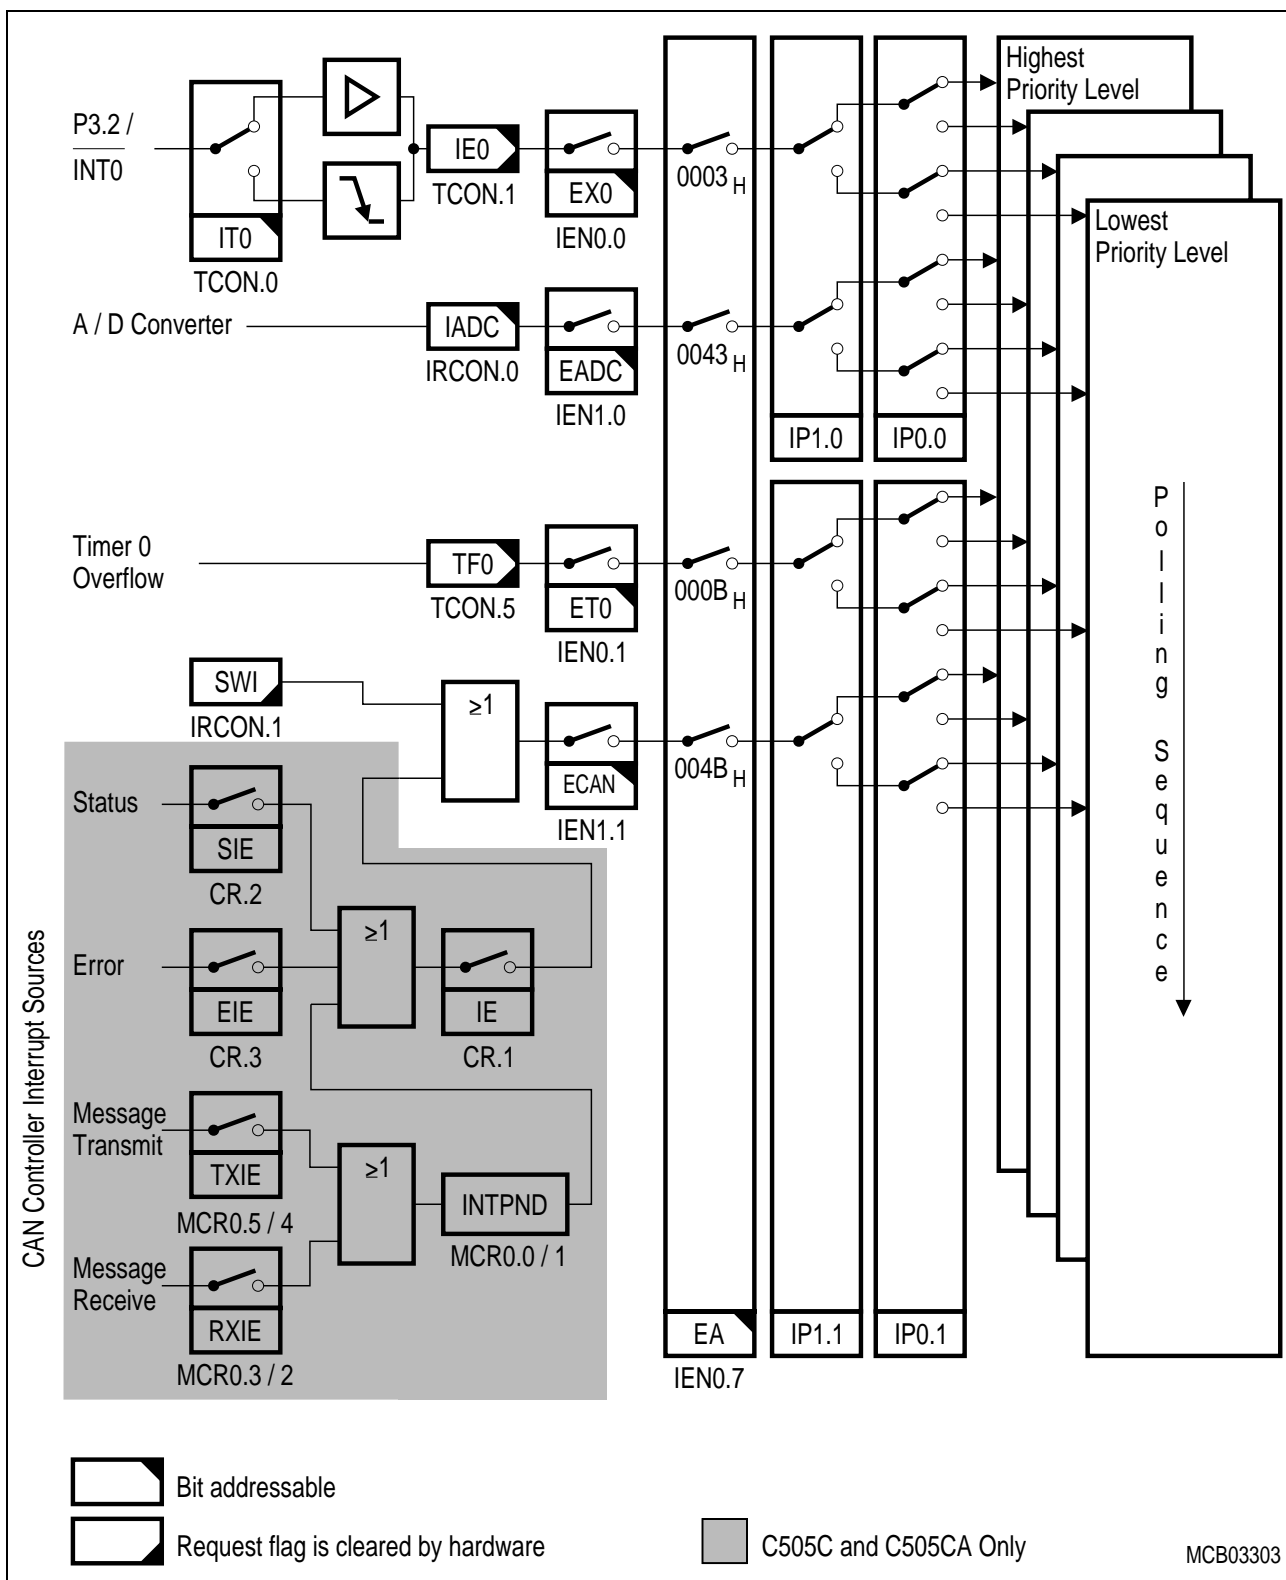 Highest
Priority Level
P3.2 /
INT0
IE0
TCON.1
EX0
IEN0.0
0003 H
IT0
TCON.0
Lowest
Priority Level
A / D Converter
IADC
IRCON.0
EADC
IEN1.0
0043 H
IP1.0
IP0.0
Timer 0
Overflow
TF0
TCON.5
ET0
IEN0.1
000B H
Polling Sequence
SWI
IRCON.1
≥1
ECAN
IEN1.1
004B H
CAN Controller Interrupt Sources
Status
SIE
CR.2
Error
EIE
CR.3
≥1
IE
CR.1
Message
Transmit
TXIE
MCR0.5 / 4
≥1
INTPND
MCR0.0 / 1
Message
Receive
RXIE
MCR0.3 / 2
EA
IEN0.7
IP1.1
IP0.1
Bit addressable
Request flag is cleared by hardware
C505C and C505CA Only
MCB03303